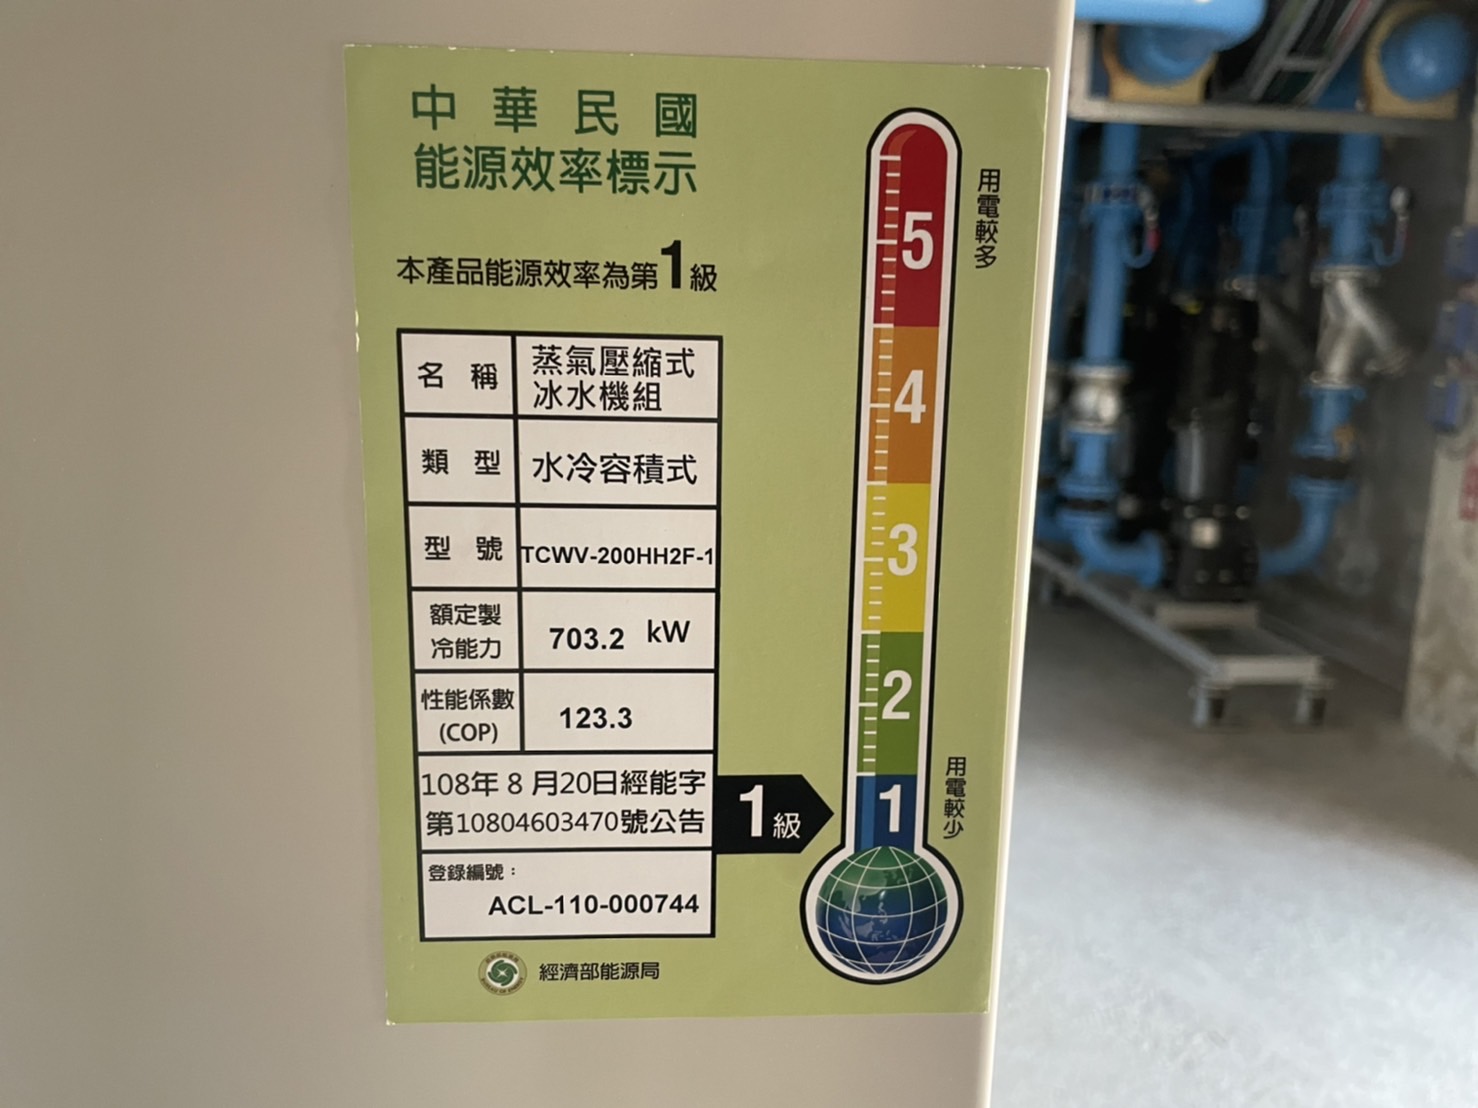 中華民國
能源效率標示
本產品能源效率為第1級
名稱
蒸氣壓縮式
冰水機組
類型
水冷容積式
型號
TCWV-200HH2F-1
額定製
冷能力
703.2 kW
性能係數
(COP)
123.3
108年8月20日經能字
第10804603470號公告
登錄編號：
ACL-110-000744
經濟部能源局
1級
用電較多
5
4
3
2
1
用電較少